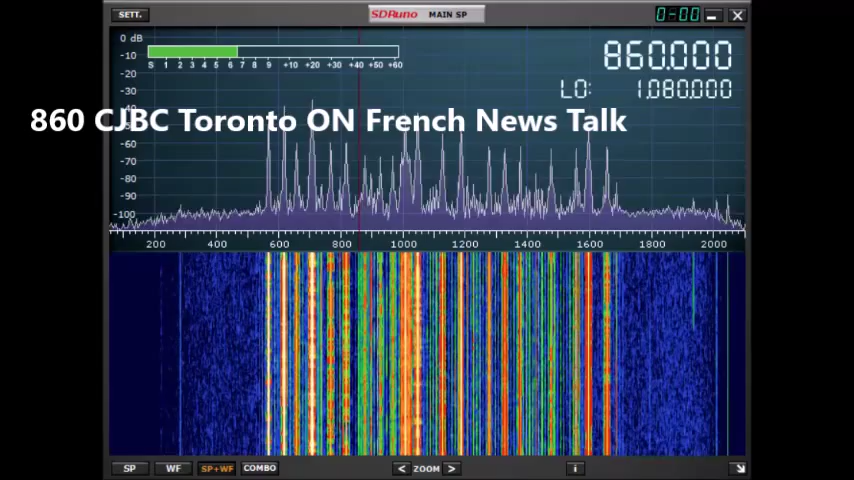 SETT.
SDRuno MAIN SP
0-00
0 dB
-10
-20
-30
-60
-70
-80
-90
-100
S 1 2 3 4 5 6 7 8 9 +10 +20 +30 +40 +50 +60
860.000
LO: 1,080,000
860 CJBC Toronto ON French News Talk
200 400 600 800 1000 1200 1400 1600 1800 2000
SP WF SP+WF COMBO < ZOOM > i